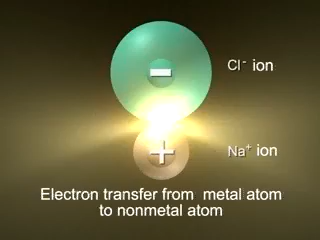 Cl⁻ ion
−
+
Na⁺ ion
Electron transfer from metal atom
to nonmetal atom